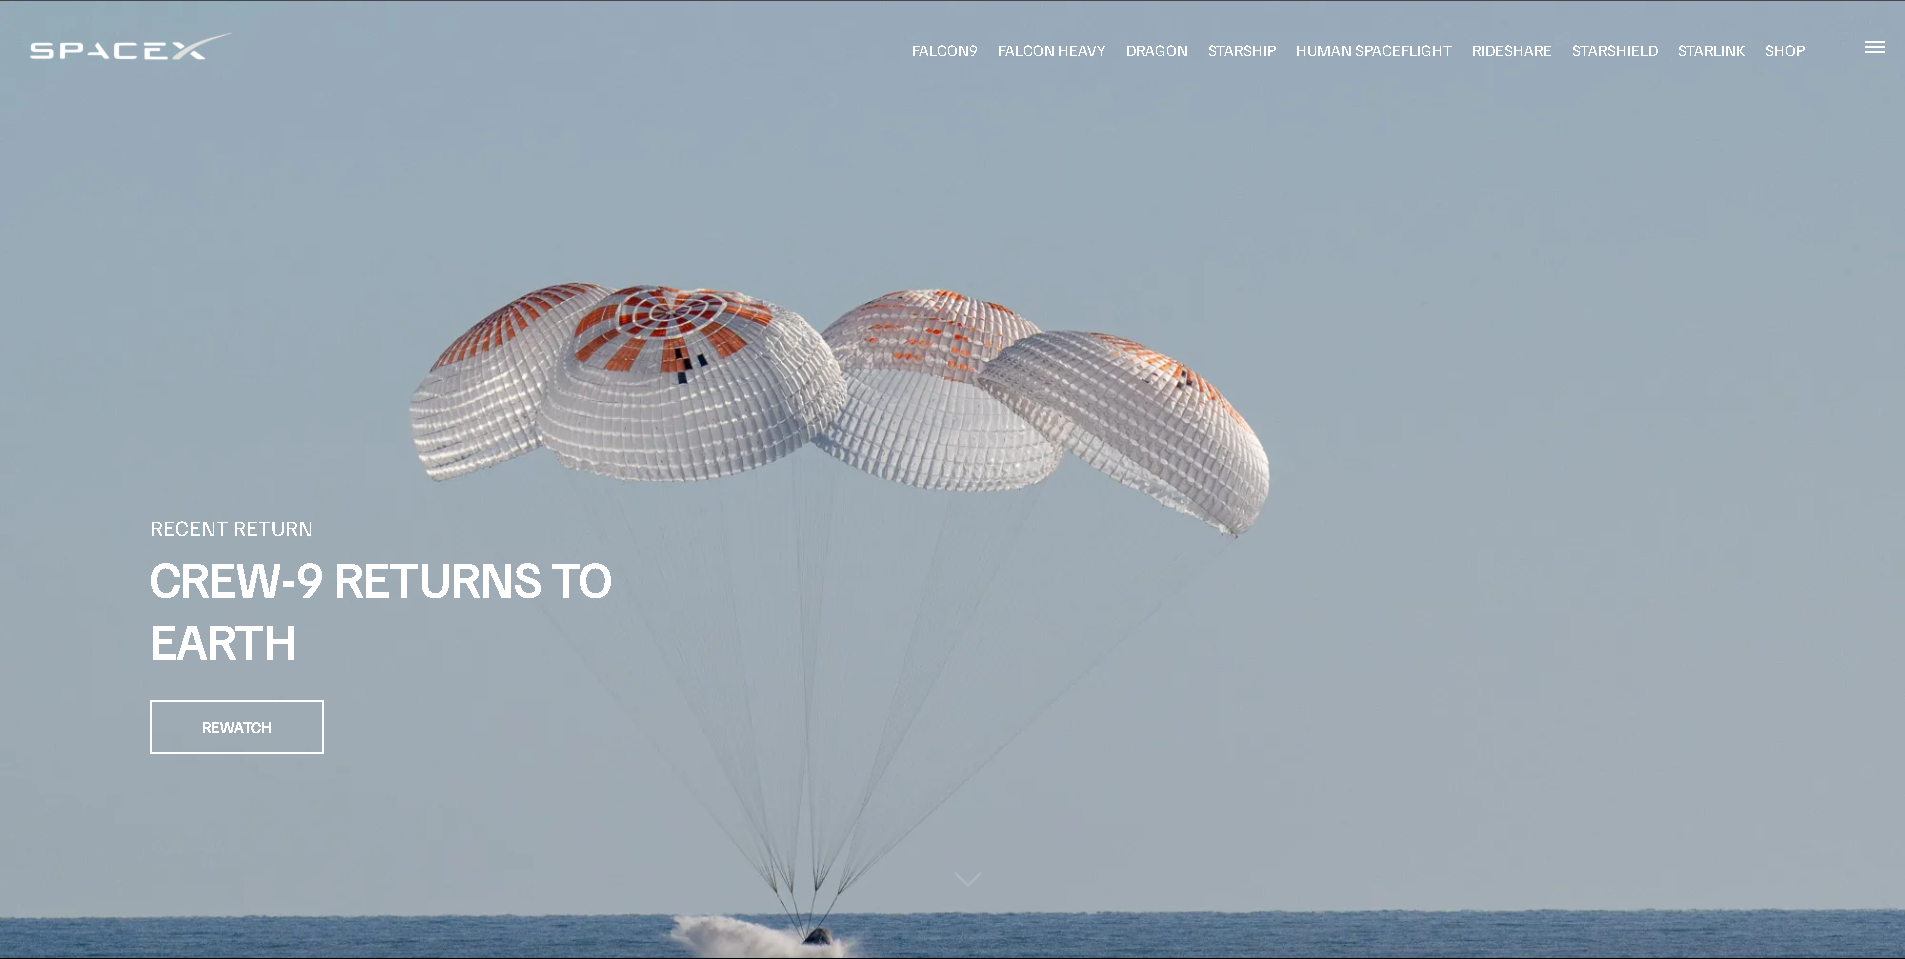 SPACEX
FALCON9 FALCON HEAVY DRAGON STARSHIP HUMAN SPACEFLIGHT RIDESHARE STARSHIELD STARLINK SHOP
RECENT RETURN
CREW-9 RETURNS TO
EARTH
REWATCH